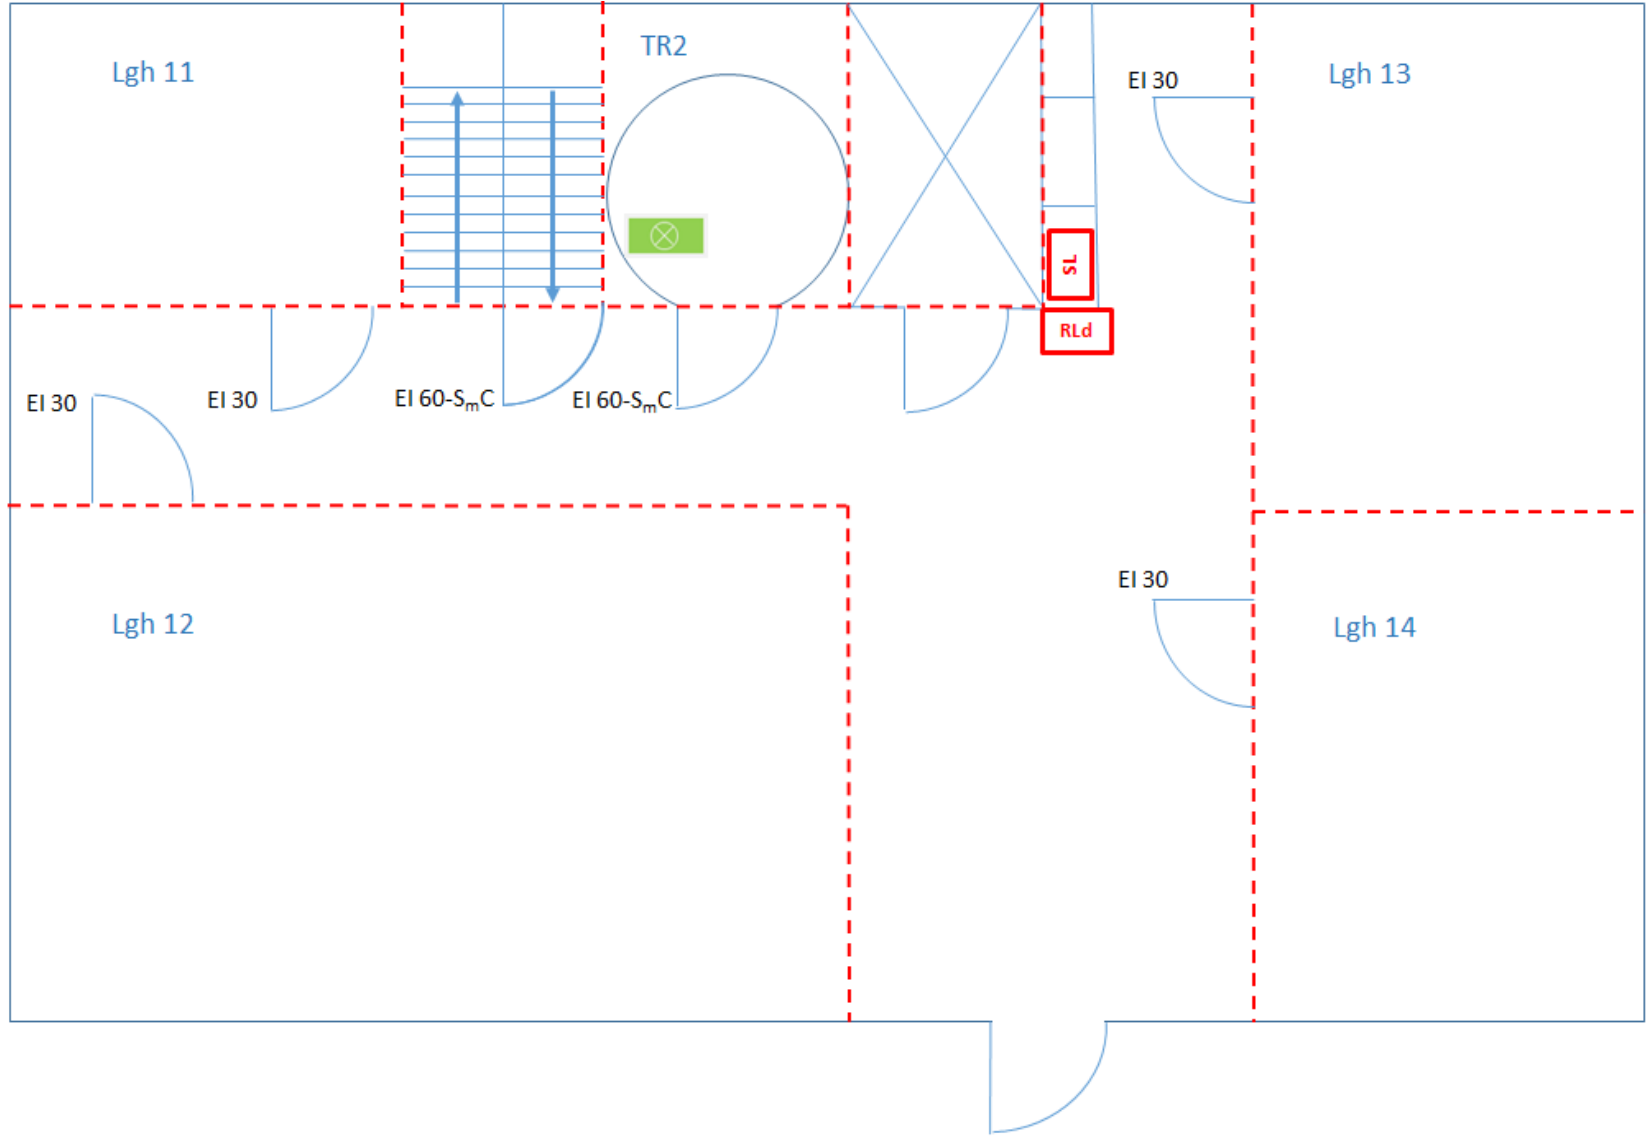 TR2
Lgh 11
EI 30
Lgh 13
SL
RLd
EI 30
EI 30
EI 60-SₘC
EI 60-SₘC
EI 30
Lgh 12
Lgh 14